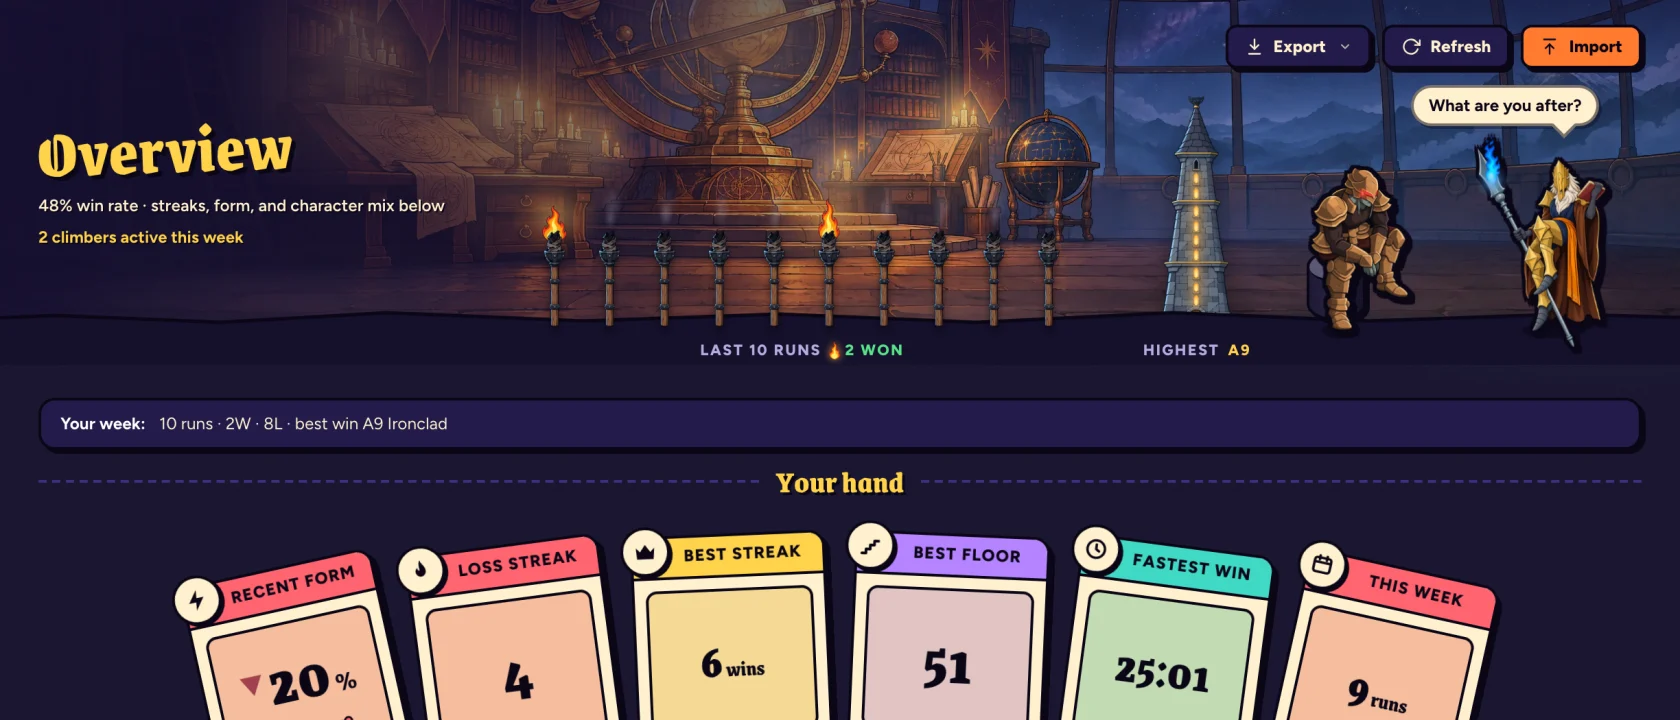 Export
Refresh
Import
What are you after?
Overview
48% win rate · streaks, form, and character mix below
2 climbers active this week
LAST 10 RUNS 🔥2 WON
HIGHEST A9
Your week: 10 runs · 2W · 8L · best win A9 Ironclad
Your hand
RECENT FORM
20 %
LOSS STREAK
4
BEST STREAK
6 wins
BEST FLOOR
51
FASTEST WIN
25:01
THIS WEEK
9 runs